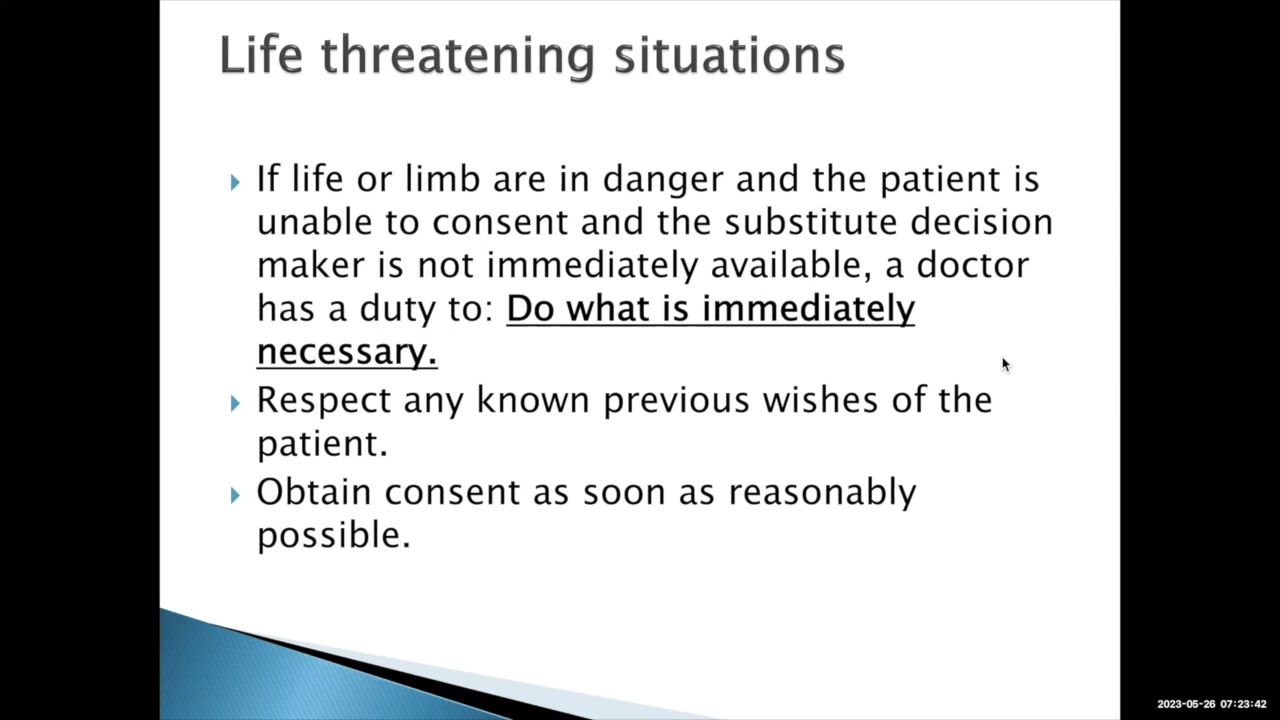 Life threatening situations
If life or limb are in danger and the patient is
unable to consent and the substitute decision
maker is not immediately available, a doctor
has a duty to: Do what is immediately
necessary.
Respect any known previous wishes of the
patient.
Obtain consent as soon as reasonably
possible.
2023-05-26 07:23:42